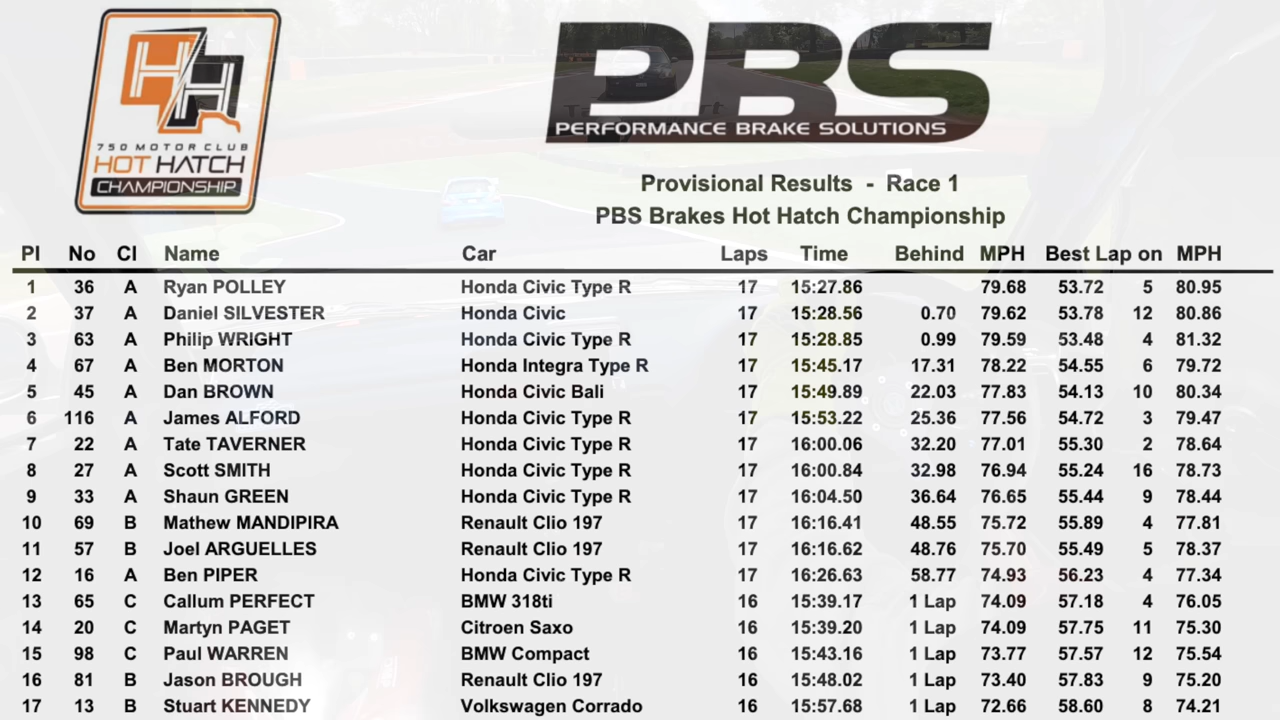 750 MOTOR CLUB
HOT HATCH
CHAMPIONSHIP
PBS
PERFORMANCE BRAKE SOLUTIONS
Provisional Results - Race 1
PBS Brakes Hot Hatch Championship
Pl No Cl Name Car Laps Time Behind MPH Best Lap on MPH
1 36 A Ryan POLLEY Honda Civic Type R 17 15:27.86 79.68 53.72 5 80.95
2 37 A Daniel SILVESTER Honda Civic 17 15:28.56 0.70 79.62 53.78 12 80.86
3 63 A Philip WRIGHT Honda Civic Type R 17 15:28.85 0.99 79.59 53.48 4 81.32
4 67 A Ben MORTON Honda Integra Type R 17 15:45.17 17.31 78.22 54.55 6 79.72
5 45 A Dan BROWN Honda Civic Bali 17 15:49.89 22.03 77.83 54.13 10 80.34
6 116 A James ALFORD Honda Civic Type R 17 15:53.22 25.36 77.56 54.72 3 79.47
7 22 A Tate TAVERNER Honda Civic Type R 17 16:00.06 32.20 77.01 55.30 2 78.64
8 27 A Scott SMITH Honda Civic Type R 17 16:00.84 32.98 76.94 55.24 16 78.73
9 33 A Shaun GREEN Honda Civic Type R 17 16:04.50 36.64 76.65 55.44 9 78.44
10 69 B Mathew MANDIPIRA Renault Clio 197 17 16:16.41 48.55 75.72 55.89 4 77.81
11 57 B Joel ARGUELLES Renault Clio 197 17 16:16.62 48.76 75.70 55.49 5 78.37
12 16 A Ben PIPER Honda Civic Type R 17 16:26.63 58.77 74.93 56.23 4 77.34
13 65 C Callum PERFECT BMW 318ti 16 15:39.17 1 Lap 74.09 57.18 4 76.05
14 20 C Martyn PAGET Citroen Saxo 16 15:39.20 1 Lap 74.09 57.75 11 75.30
15 98 C Paul WARREN BMW Compact 16 15:43.16 1 Lap 73.77 57.57 12 75.54
16 81 B Jason BROUGH Renault Clio 197 16 15:48.02 1 Lap 73.40 57.83 9 75.20
17 13 B Stuart KENNEDY Volkswagen Corrado 16 15:57.68 1 Lap 72.66 58.60 8 74.21